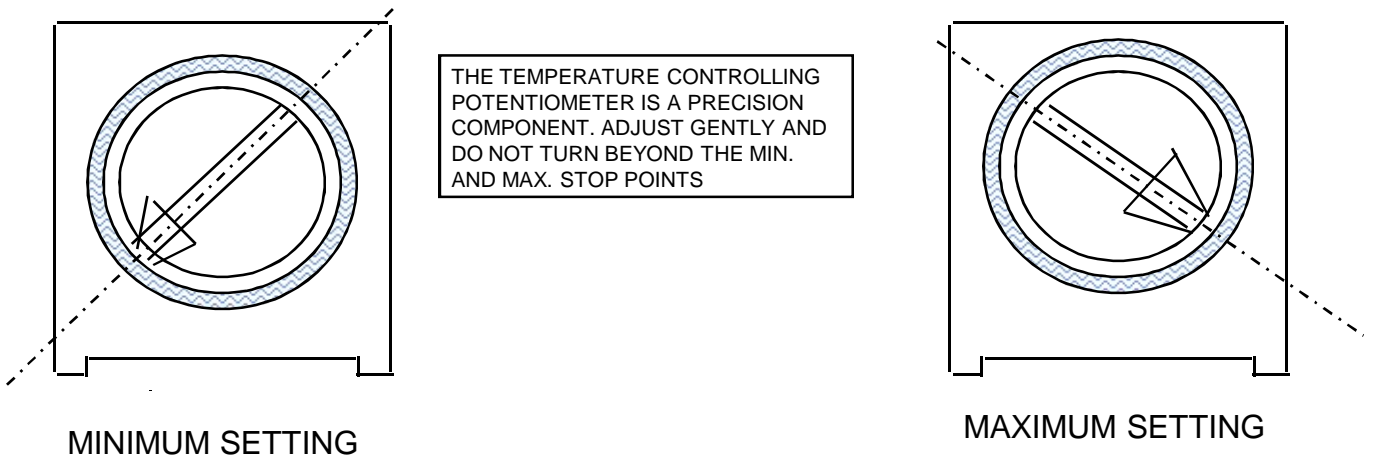 THE TEMPERATURE CONTROLLING
POTENTIOMETER IS A PRECISION
COMPONENT. ADJUST GENTLY AND
DO NOT TURN BEYOND THE MIN.
AND MAX. STOP POINTS
MINIMUM SETTING
MAXIMUM SETTING